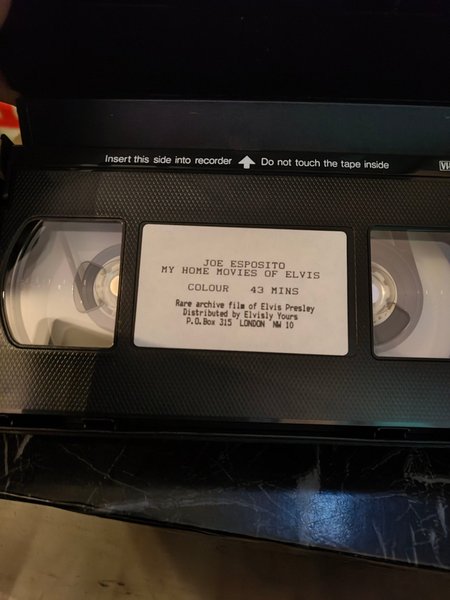 Insert this side into recorder Do not touch the tape inside
JOE ESPOSITO
MY HOME MOVIES OF ELVIS
COLOUR 43 MINS
Rare archive film of Elvis Presley
Distributed by Elvisly Yours
P.O.Box 315 LONDON NW 10